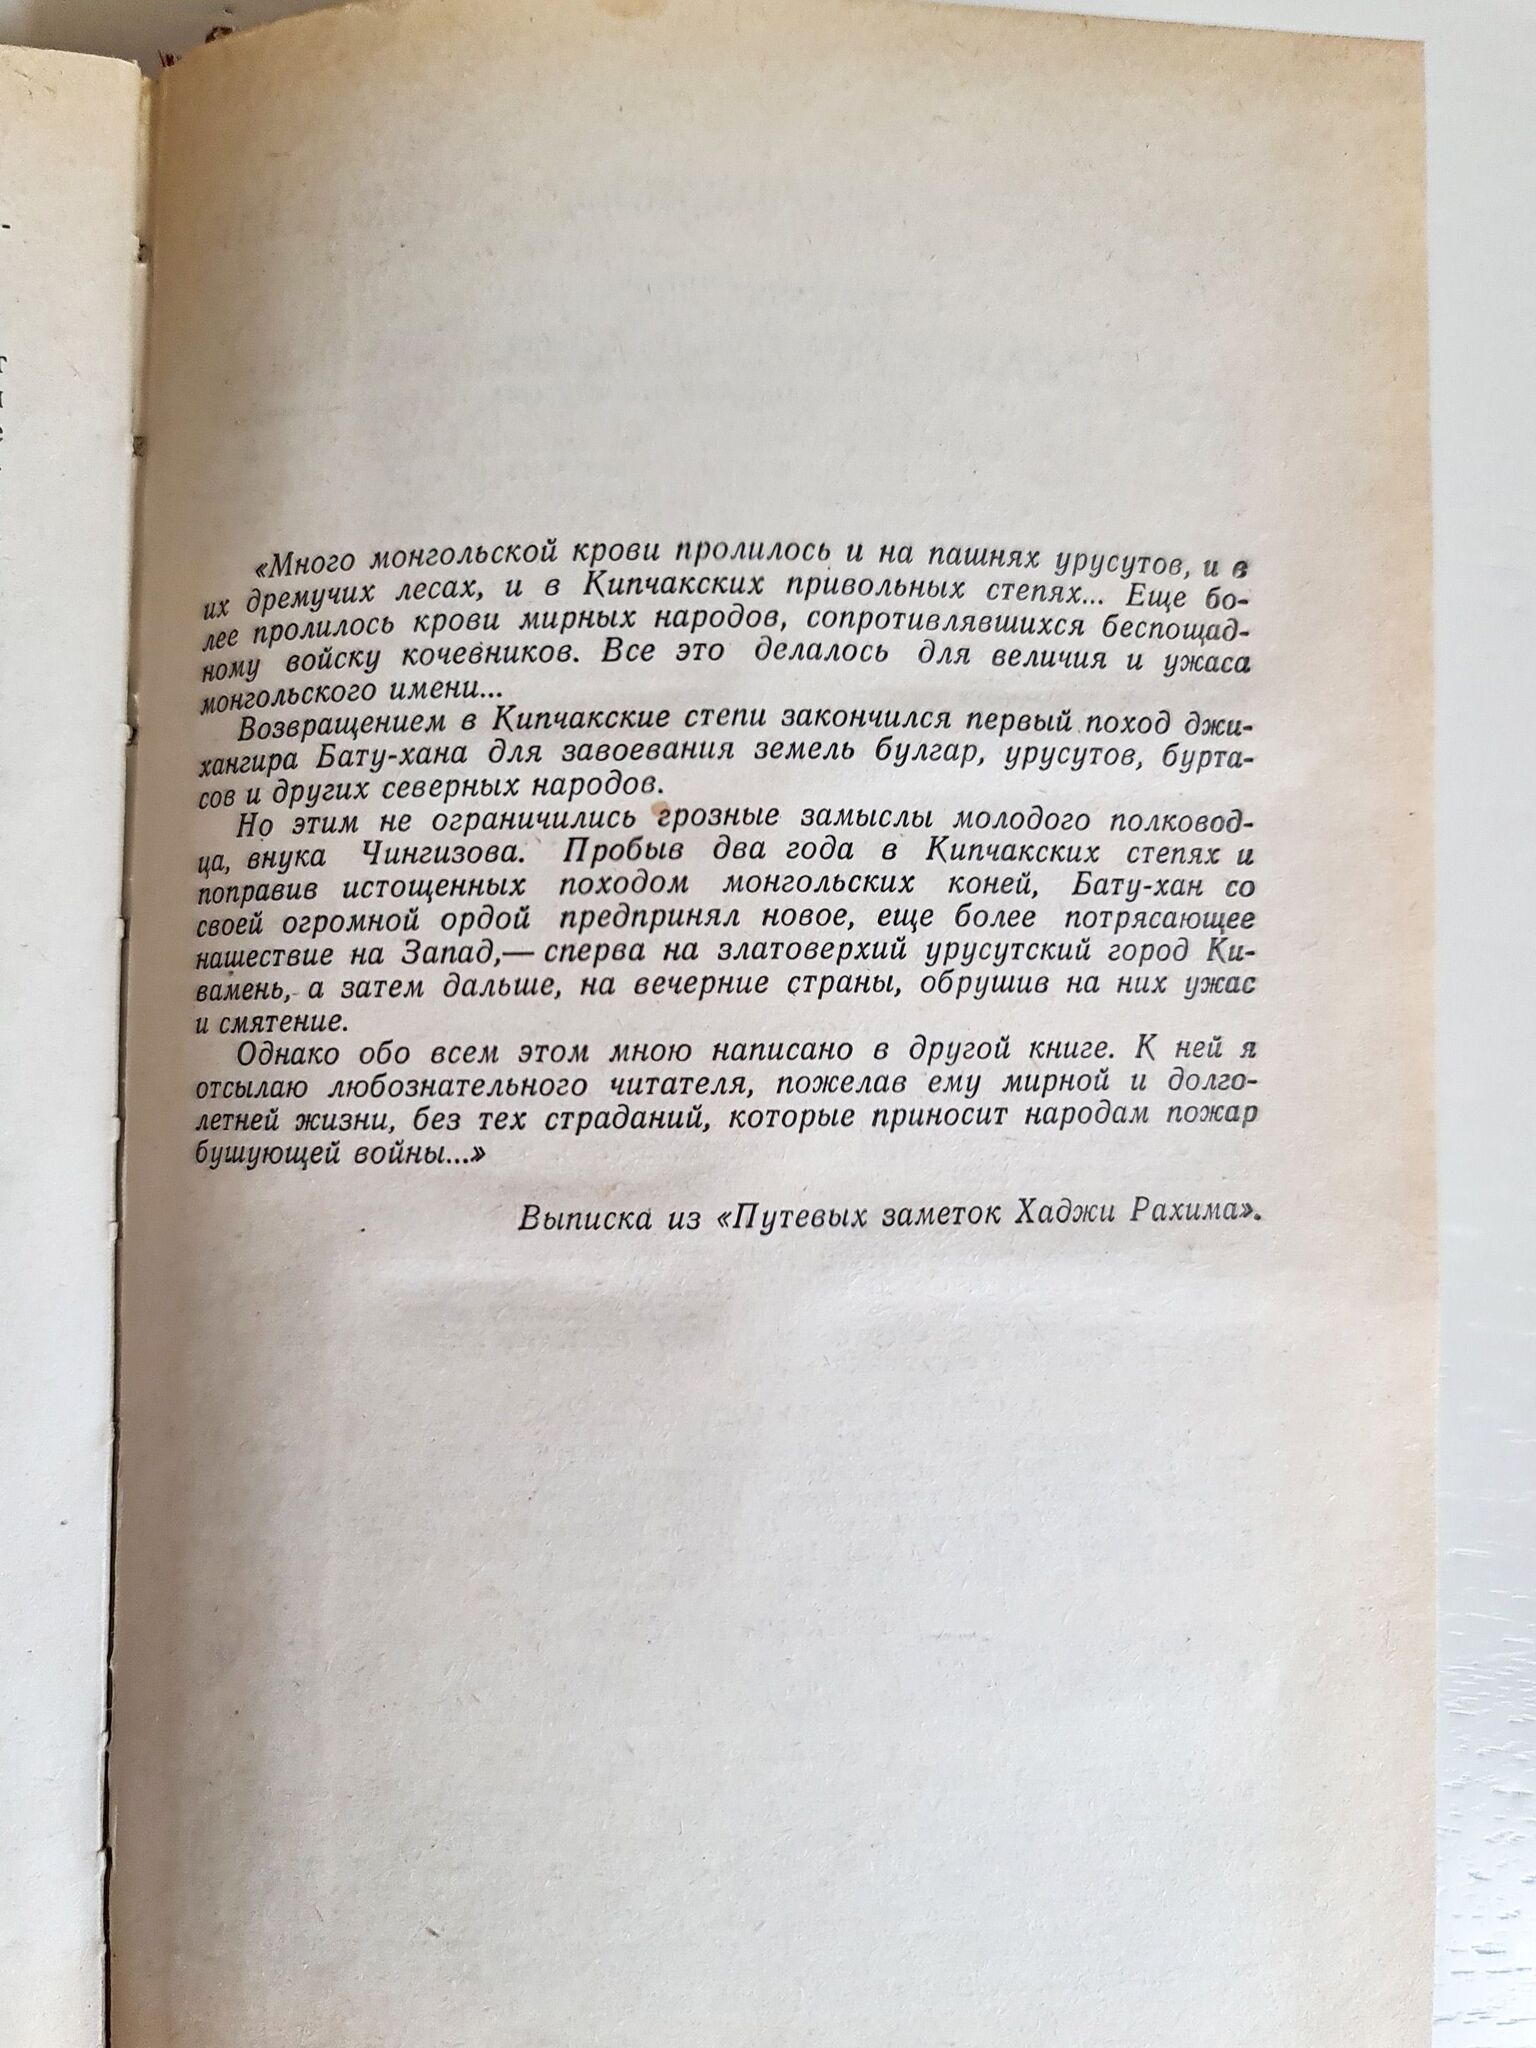 «Много монгольской крови пролилось и на пашнях урусутов, и в
их дремучих лесах, и в Кипчакских привольных степях... Еще бо-
лее пролилось крови мирных народов, сопротивлявшихся беспощад-
ному войску кочевников. Все это делалось для величия и ужаса
монгольского имени...
Возвращением в Кипчакские степи закончился первый поход джи-
хангира Бату-хана для завоевания земель булгар, урусутов, бурта-
сов и других северных народов.
Но этим не ограничились грозные замыслы молодого полковод-
ца, внука Чингизова. Пробыв два года в Кипчакских степях и
поправив истощенных походом монгольских коней, Бату-хан со
своей огромной ордой предпринял новое, еще более потрясающее
нашествие на Запад,— сперва на златоверхий урусутский город Ки-
вамень, а затем дальше, на вечерние страны, обрушив на них ужас
и смятение.
Однако обо всем этом мною написано в другой книге. К ней я
отсылаю любознательного читателя, пожелав ему мирной и долго-
летней жизни, без тех страданий, которые приносит народам пожар
бушующей войны...»
Выписка из «Путевых заметок Хаджи Рахима».